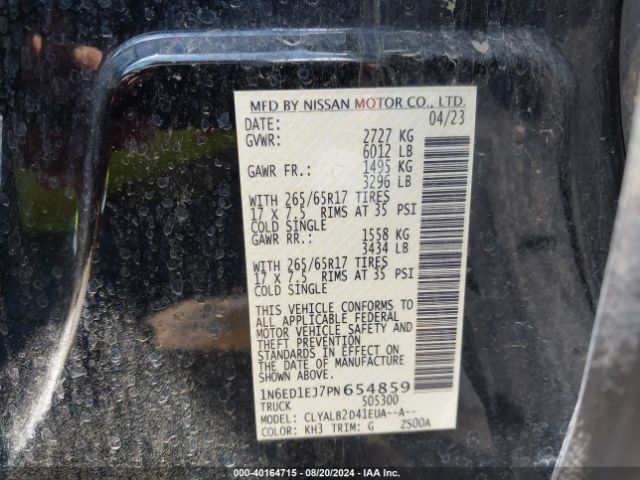 MFD BY NISSAN MOTOR CO., LTD.
DATE: 04/23
GVWR: 2727 KG
6012 LB
GAWR FR.: 1495 KG
3296 LB
WITH 265/65R17 TIRES
17 X 7.5 RIMS AT 35 PSI
COLD SINGLE
GAWR RR.: 1558 KG
3434 LB
WITH 265/65R17 TIRES
17 X 7.5 RIMS AT 35 PSI
COLD SINGLE
THIS VEHICLE CONFORMS TO
ALL APPLICABLE FEDERAL
MOTOR VEHICLE SAFETY AND
THEFT PREVENTION
STANDARDS IN EFFECT ON
THE DATE OF MANUFACTURE
SHOWN ABOVE.
1N6ED1EJ7PN654859
TRUCK S05300
MODEL: CLYALB2D41EUA--A--
COLOR: KH3 TRIM: G ZS00A
000-40164715 - 08/20/2024 - IAA Inc.